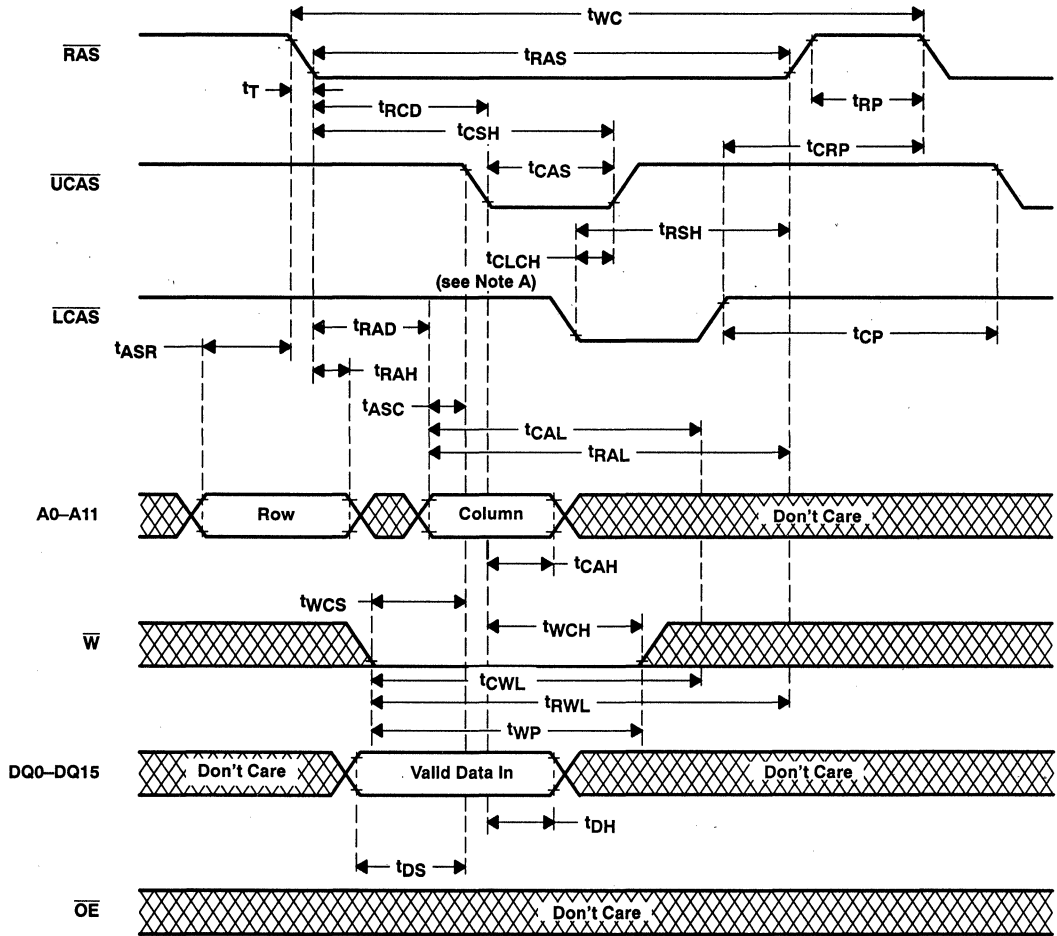 tWC
RAS
tRAS
tT
tRCD
tRP
tCSH
tCRP
UCAS
tCAS
tRSH
tCLCH
(see Note A)
LCAS
tRAD
tCP
tASR
tRAH
tASC
tCAL
tRAL
A0–A11
Row
Column
Don't Care
tCAH
tWCS
W
tWCH
tCWL
tRWL
tWP
DQ0–DQ15
Don't Care
Valid Data In
Don't Care
tDH
tDS
OE
Don't Care